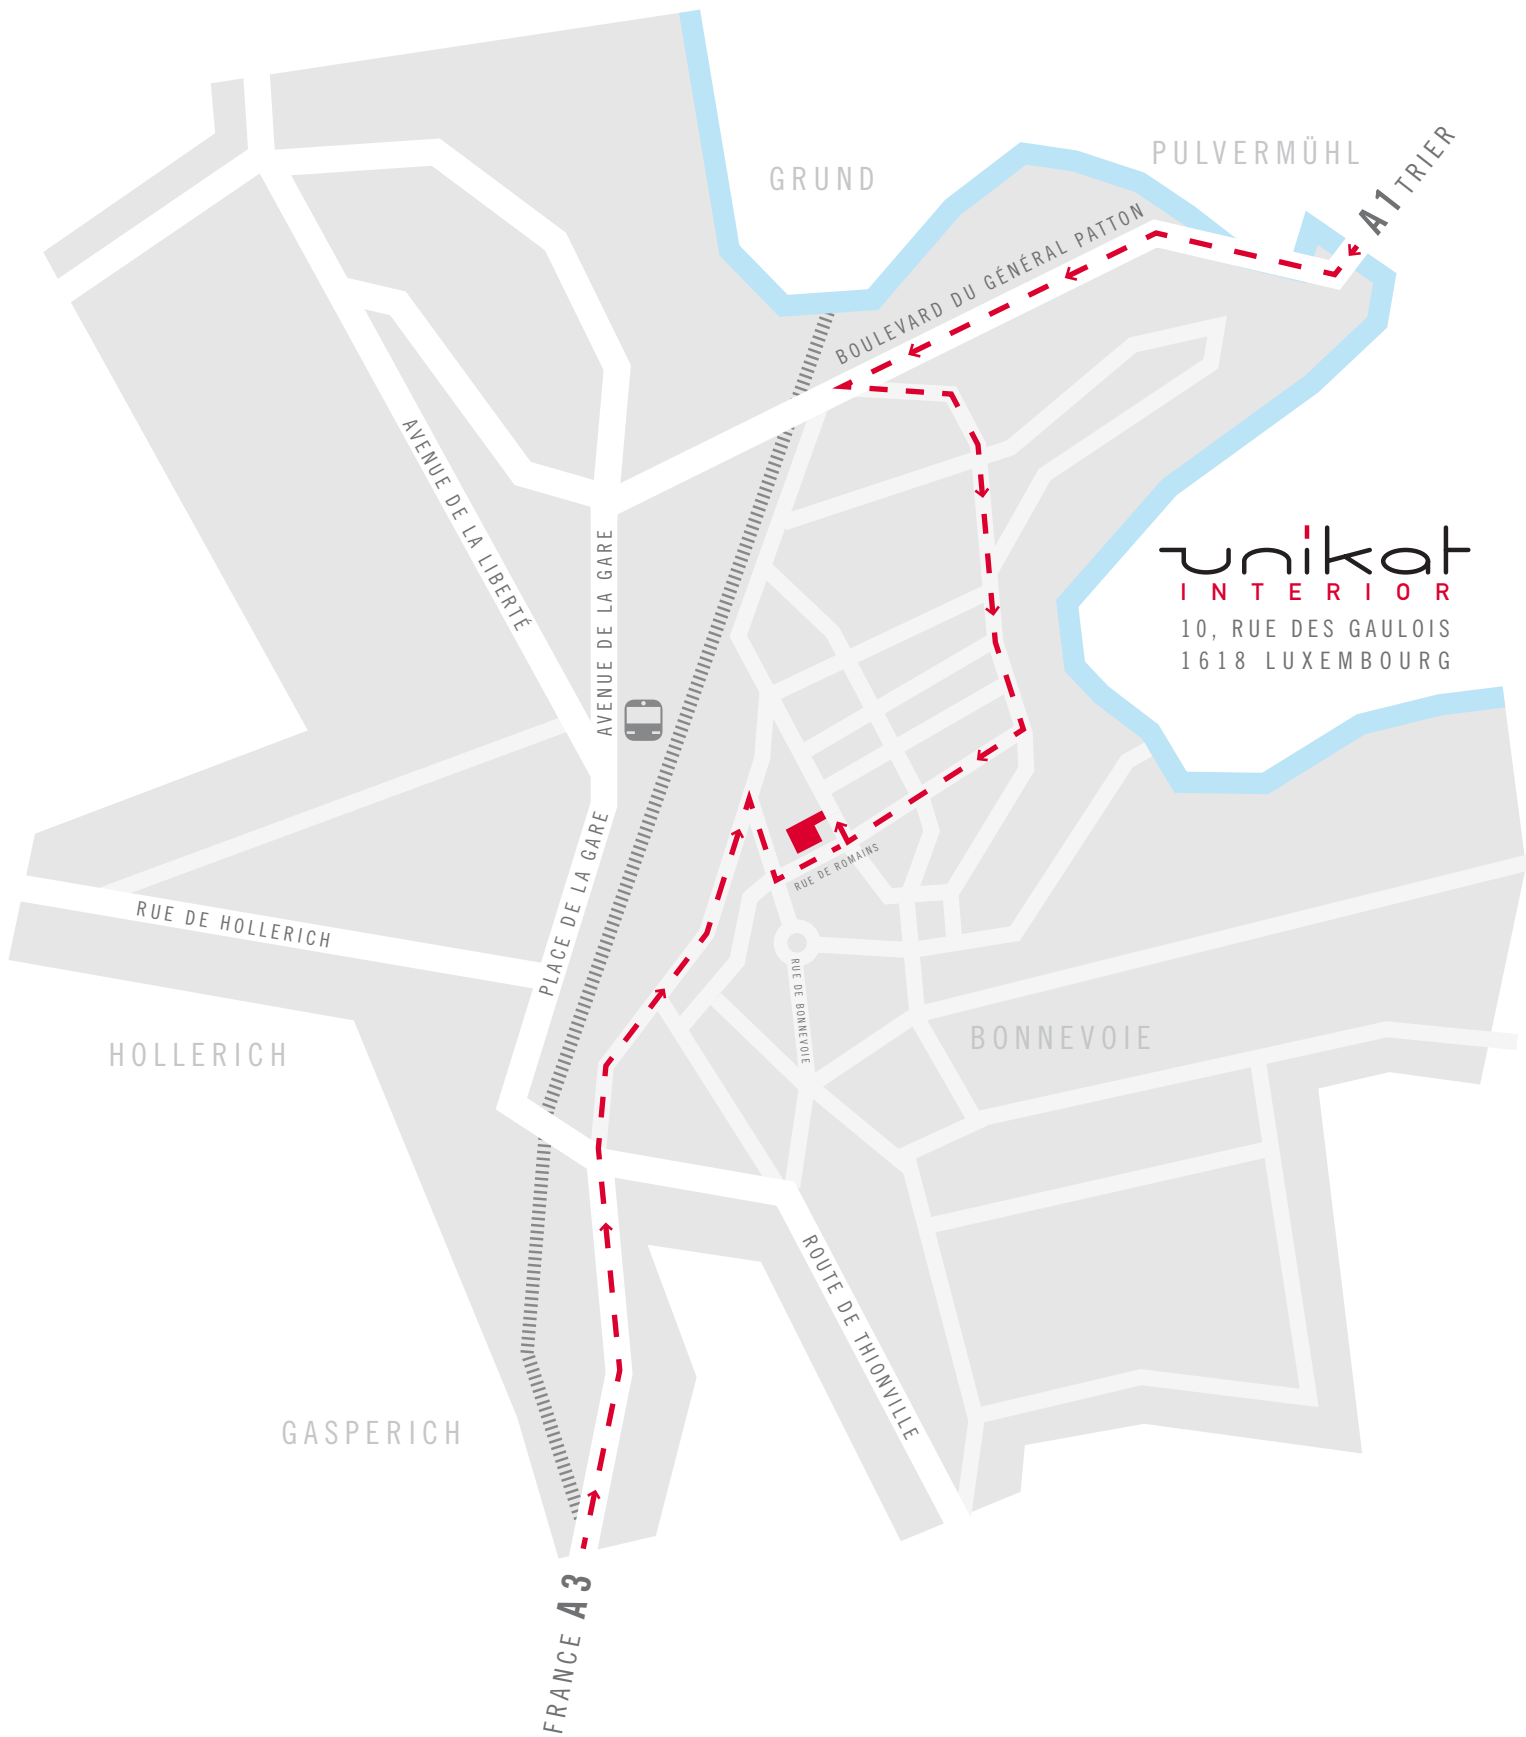 GRUND
PULVERMÜHL
A1 TRIER
BOULEVARD DU GÉNÉRAL PATTON
AVENUE DE LA LIBERTÉ
AVENUE DE LA GARE
unikat
INTERIOR
10, RUE DES GAULOIS
1618 LUXEMBOURG
PLACE DE LA GARE
RUE DE ROMAINS
RUE DE HOLLERICH
RUE DE BONNEVOIE
HOLLERICH
BONNEVOIE
ROUTE DE THIONVILLE
GASPERICH
FRANCE A3